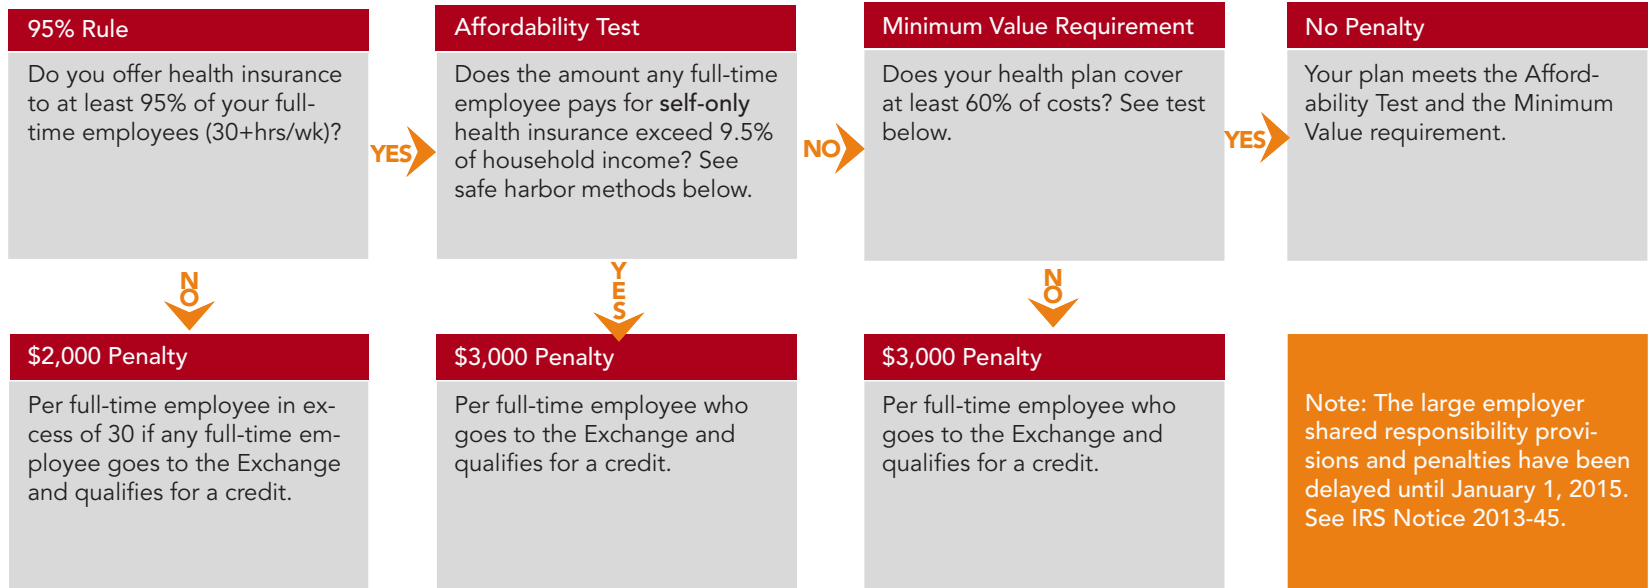 95% Rule
Do you offer health insurance
to at least 95% of your full-
time employees (30+hrs/wk)?
YES
Affordability Test
Does the amount any full-time
employee pays for self-only
health insurance exceed 9.5%
of household income? See
safe harbor methods below.
NO
Minimum Value Requirement
Does your health plan cover
at least 60% of costs? See test
below.
YES
No Penalty
Your plan meets the Afford-
ability Test and the Minimum
Value requirement.
NO
YES
NO
$2,000 Penalty
Per full-time employee in ex-
cess of 30 if any full-time em-
ployee goes to the Exchange
and qualifies for a credit.
$3,000 Penalty
Per full-time employee who
goes to the Exchange and
qualifies for a credit.
$3,000 Penalty
Per full-time employee who
goes to the Exchange and
qualifies for a credit.
Note: The large employer
shared responsibility provi-
sions and penalties have been
delayed until January 1, 2015.
See IRS Notice 2013-45.